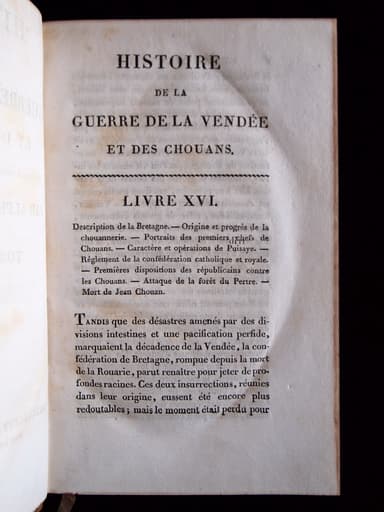 HISTOIRE
DE LA
GUERRE DE LA VENDÉE
ET DES CHOUANS.
LIVRE XVI.
Description de la Bretagne. — Origine et progrès de la
chouannerie. — Portraits des premiers chefs de
Chouans. — Caractère et opérations de Puisaye. —
Réglement de la confédération catholique et royale.
— Premières dispositions des républicains contre
les Chouans. — Attaque de la forêt du Pertre. —
Mort de Jean Chouan.
TANDIS que des désastres amenés par des di-
visions intestines et une pacification perfide,
marquaient la décadence de la Vendée, la con-
fédération de Bretagne, rompue depuis la mort
de la Rouarie, parut renaître pour jeter de pro-
fondes racines. Ces deux insurrections, réunies
dans leur origine, eussent été encore plus
redoutables; mais le moment était perdu pour